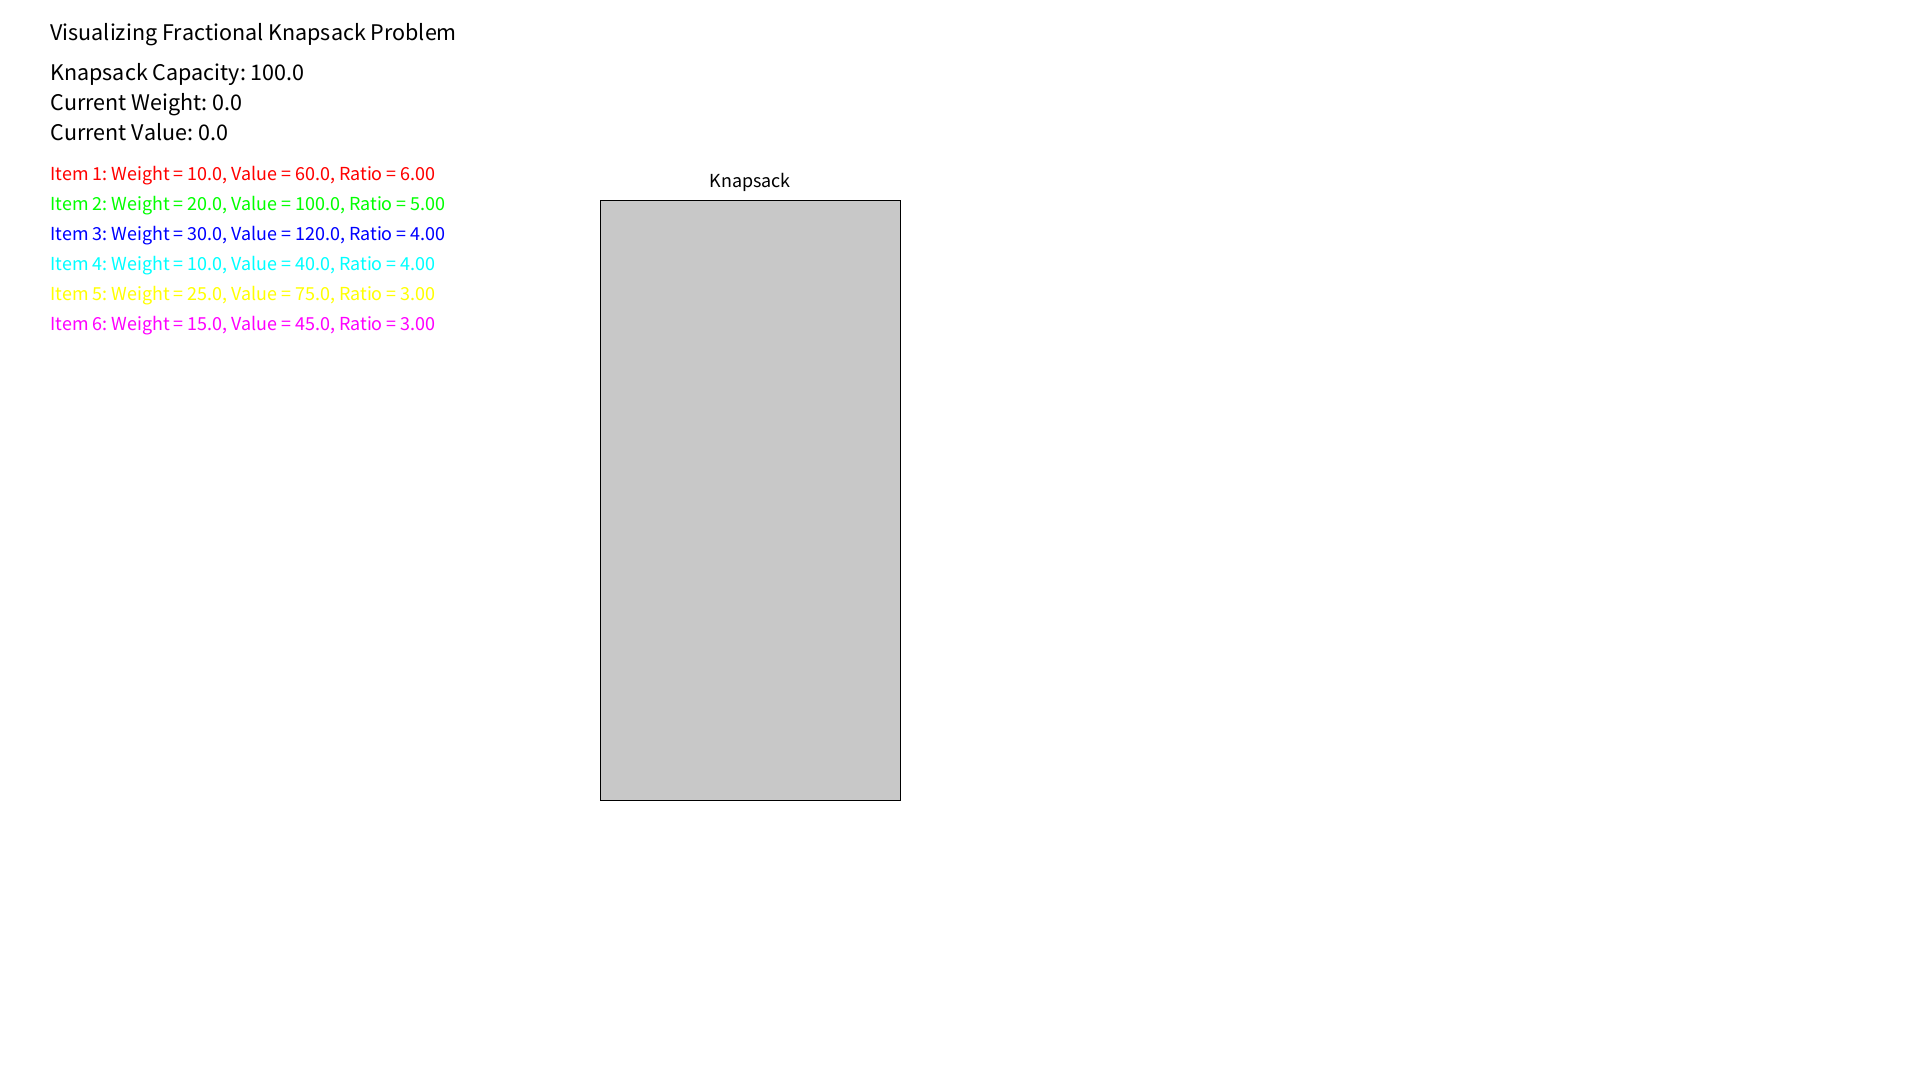 Visualizing Fractional Knapsack Problem
Knapsack Capacity: 100.0
Current Weight: 0.0
Current Value: 0.0
Item 1: Weight = 10.0, Value = 60.0, Ratio = 6.00
Item 2: Weight = 20.0, Value = 100.0, Ratio = 5.00
Item 3: Weight = 30.0, Value = 120.0, Ratio = 4.00
Item 4: Weight = 10.0, Value = 40.0, Ratio = 4.00
Item 5: Weight = 25.0, Value = 75.0, Ratio = 3.00
Item 6: Weight = 15.0, Value = 45.0, Ratio = 3.00
Knapsack